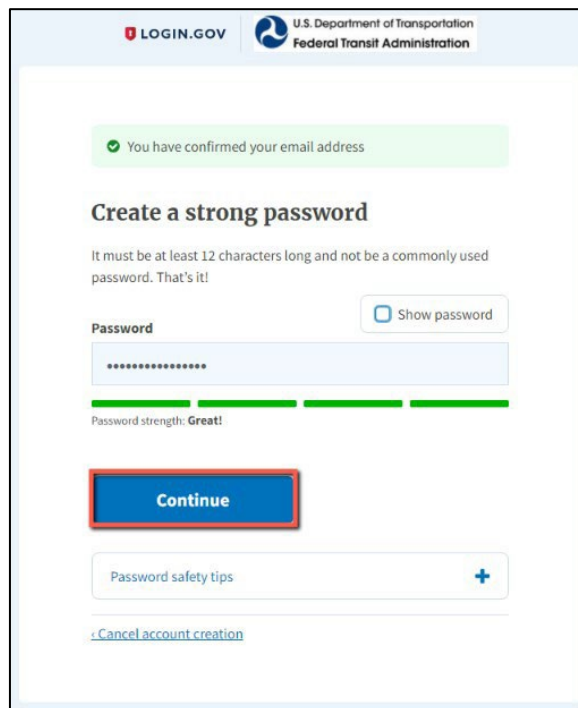 LOGIN.GOV
U.S. Department of Transportation
Federal Transit Administration
You have confirmed your email address
Create a strong password
It must be at least 12 characters long and not be a commonly used
password. That's it!
Show password
Password
••••••••••••••••
Password strength: Great!
Continue
Password safety tips
‹ Cancel account creation